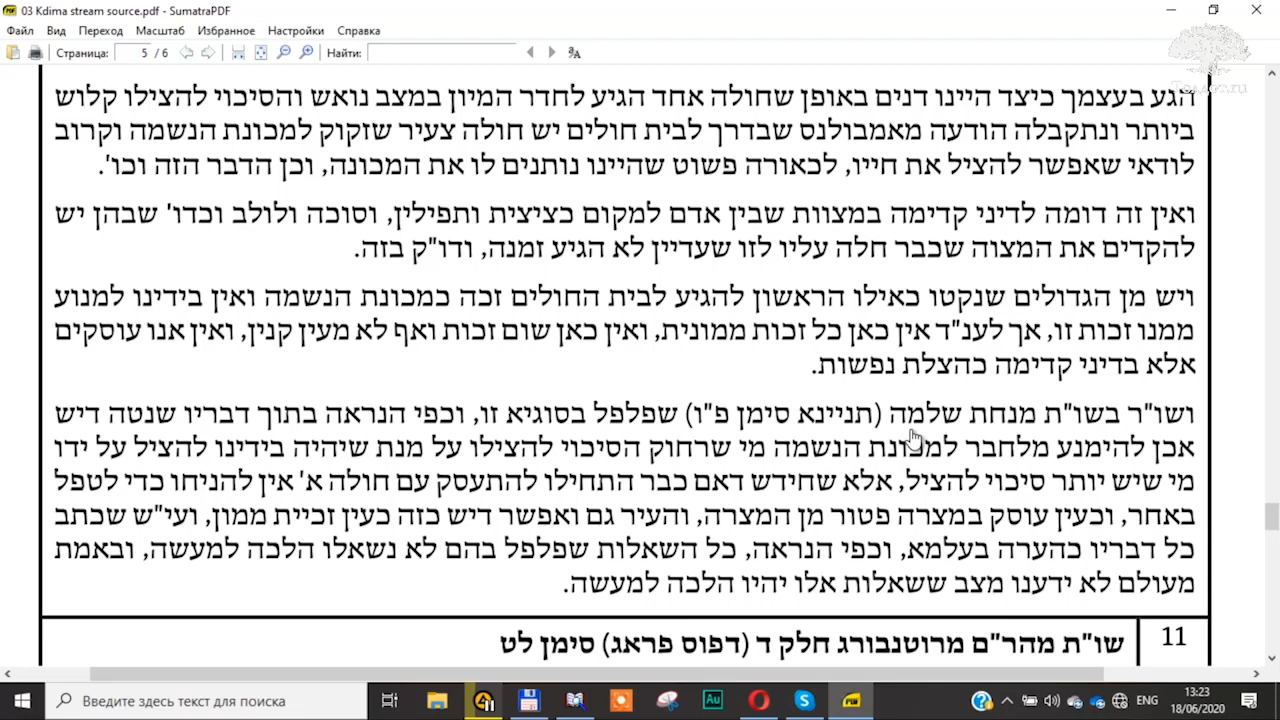 03 Kdima stream source.pdf - SumatraPDF
Файл Вид Переход Масштаб Избранное Настройки Справка
Страница: 5 / 6 Найти:
Толдот.ru
הגע בעצמך כיצד היינו דנים באופן שחולה אחד הגיע לחדר המיון במצב נואש והסיכוי להצילו קלוש
ביותר ונתקבלה הודעה מאמבולנס שבדרך לבית חולים יש חולה צעיר שזקוק למכונת הנשמה וקרוב
לודאי שאפשר להציל את חייו, לכאורה פשוט שהיינו נותנים לו את המכונה, וכן הדבר הזה וכו'.
ואין זה דומה לדיני קדימה במצוות שבין אדם למקום כציצית ותפילין, וסוכה ולולב וכדו' שבהן יש
להקדים את המצוה שכבר חלה עליו לזו שעדיין לא הגיע זמנה, ודו"ק בזה.
ויש מן הגדולים שנקטו כאילו הראשון להגיע לבית החולים זכה כמכונת הנשמה ואין בידינו למנוע
ממנו זכות זו, אך לענ"ד אין כאן כל זכות ממונית, ואין כאן שום זכות ואף לא מעין קנין, ואין אנו עוסקים
אלא בדיני קדימה כהצלת נפשות.
ושו"ר בשו"ת מנחת שלמה (תניינא סימן פ"ו) שפלפל בסוגיא זו, וכפי הנראה בתוך דבריו שנטה דיש
אכן להימנע מלחבר למכונת הנשמה מי שרחוק הסיכוי להצילו על מנת שיהיה בידינו להציל על ידו
מי שיש יותר סיכוי להציל, אלא שחידש דאם כבר התחילו להתעסק עם חולה א' אין להניחו כדי לטפל
באחר, וכעין עוסק במצרה פטור מן המצרה, והעיר גם ואפשר דיש כזה כעין זכויית ממון, ועי"ש שכתב
כל דבריו כהערה בעלמא, וכפי הנראה, כל השאלות שפלפל בהם לא נשאלו הלכה למעשה, ובאמת
מעולם לא ידענו מצב ששאלות אלו יהיו הלכה למעשה.
11
שו"ת מהר"ם מרוטנבורג חלק ד (דפוס פראג) סימן לט
Введите здесь текст для поиска
ENG
13:23
18/06/2020